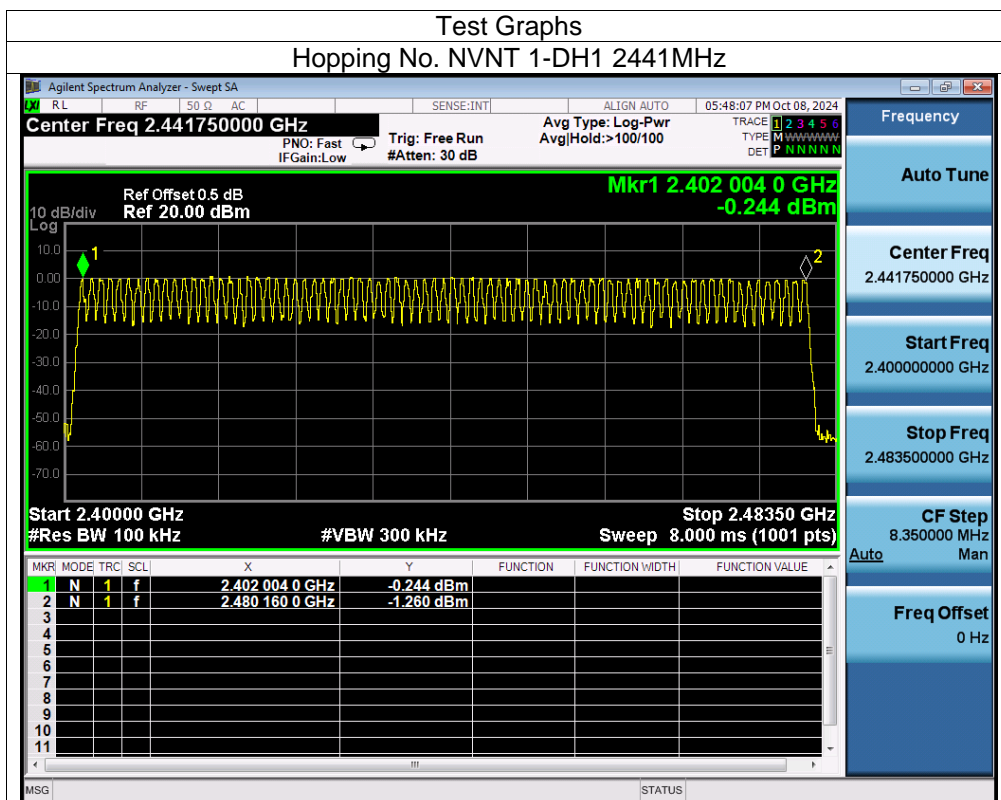 Test Graphs
Hopping No. NVNT 1-DH1 2441MHz
Agilent Spectrum Analyzer - Swept SA
LXI RL RF 50 Ω AC SENSE:INT ALIGN AUTO 05:48:07 PM Oct 08, 2024
Center Freq 2.441750000 GHz
PNO: Fast
IFGain:Low
Trig: Free Run
#Atten: 30 dB
Avg Type: Log-Pwr
Avg|Hold:>100/100
TRACE 1 2 3 4 5 6
TYPE M WWWWW
DET P N N N N N
Ref Offset 0.5 dB
10 dB/div Ref 20.00 dBm
Log
Mkr1 2.402 004 0 GHz
-0.244 dBm
10.0
0.00
-10.0
-20.0
-30.0
-40.0
-50.0
-60.0
-70.0
1
2
Start 2.40000 GHz Stop 2.48350 GHz
#Res BW 100 kHz #VBW 300 kHz Sweep 8.000 ms (1001 pts)
MKR MODE TRC SCL X Y FUNCTION FUNCTION WIDTH FUNCTION VALUE
1 N 1 f 2.402 004 0 GHz -0.244 dBm
2 N 1 f 2.480 160 0 GHz -1.260 dBm
3
4
5
6
7
8
9
10
11
MSG STATUS
Frequency
Auto Tune
Center Freq
2.441750000 GHz
Start Freq
2.400000000 GHz
Stop Freq
2.483500000 GHz
CF Step
8.350000 MHz
Auto Man
Freq Offset
0 Hz